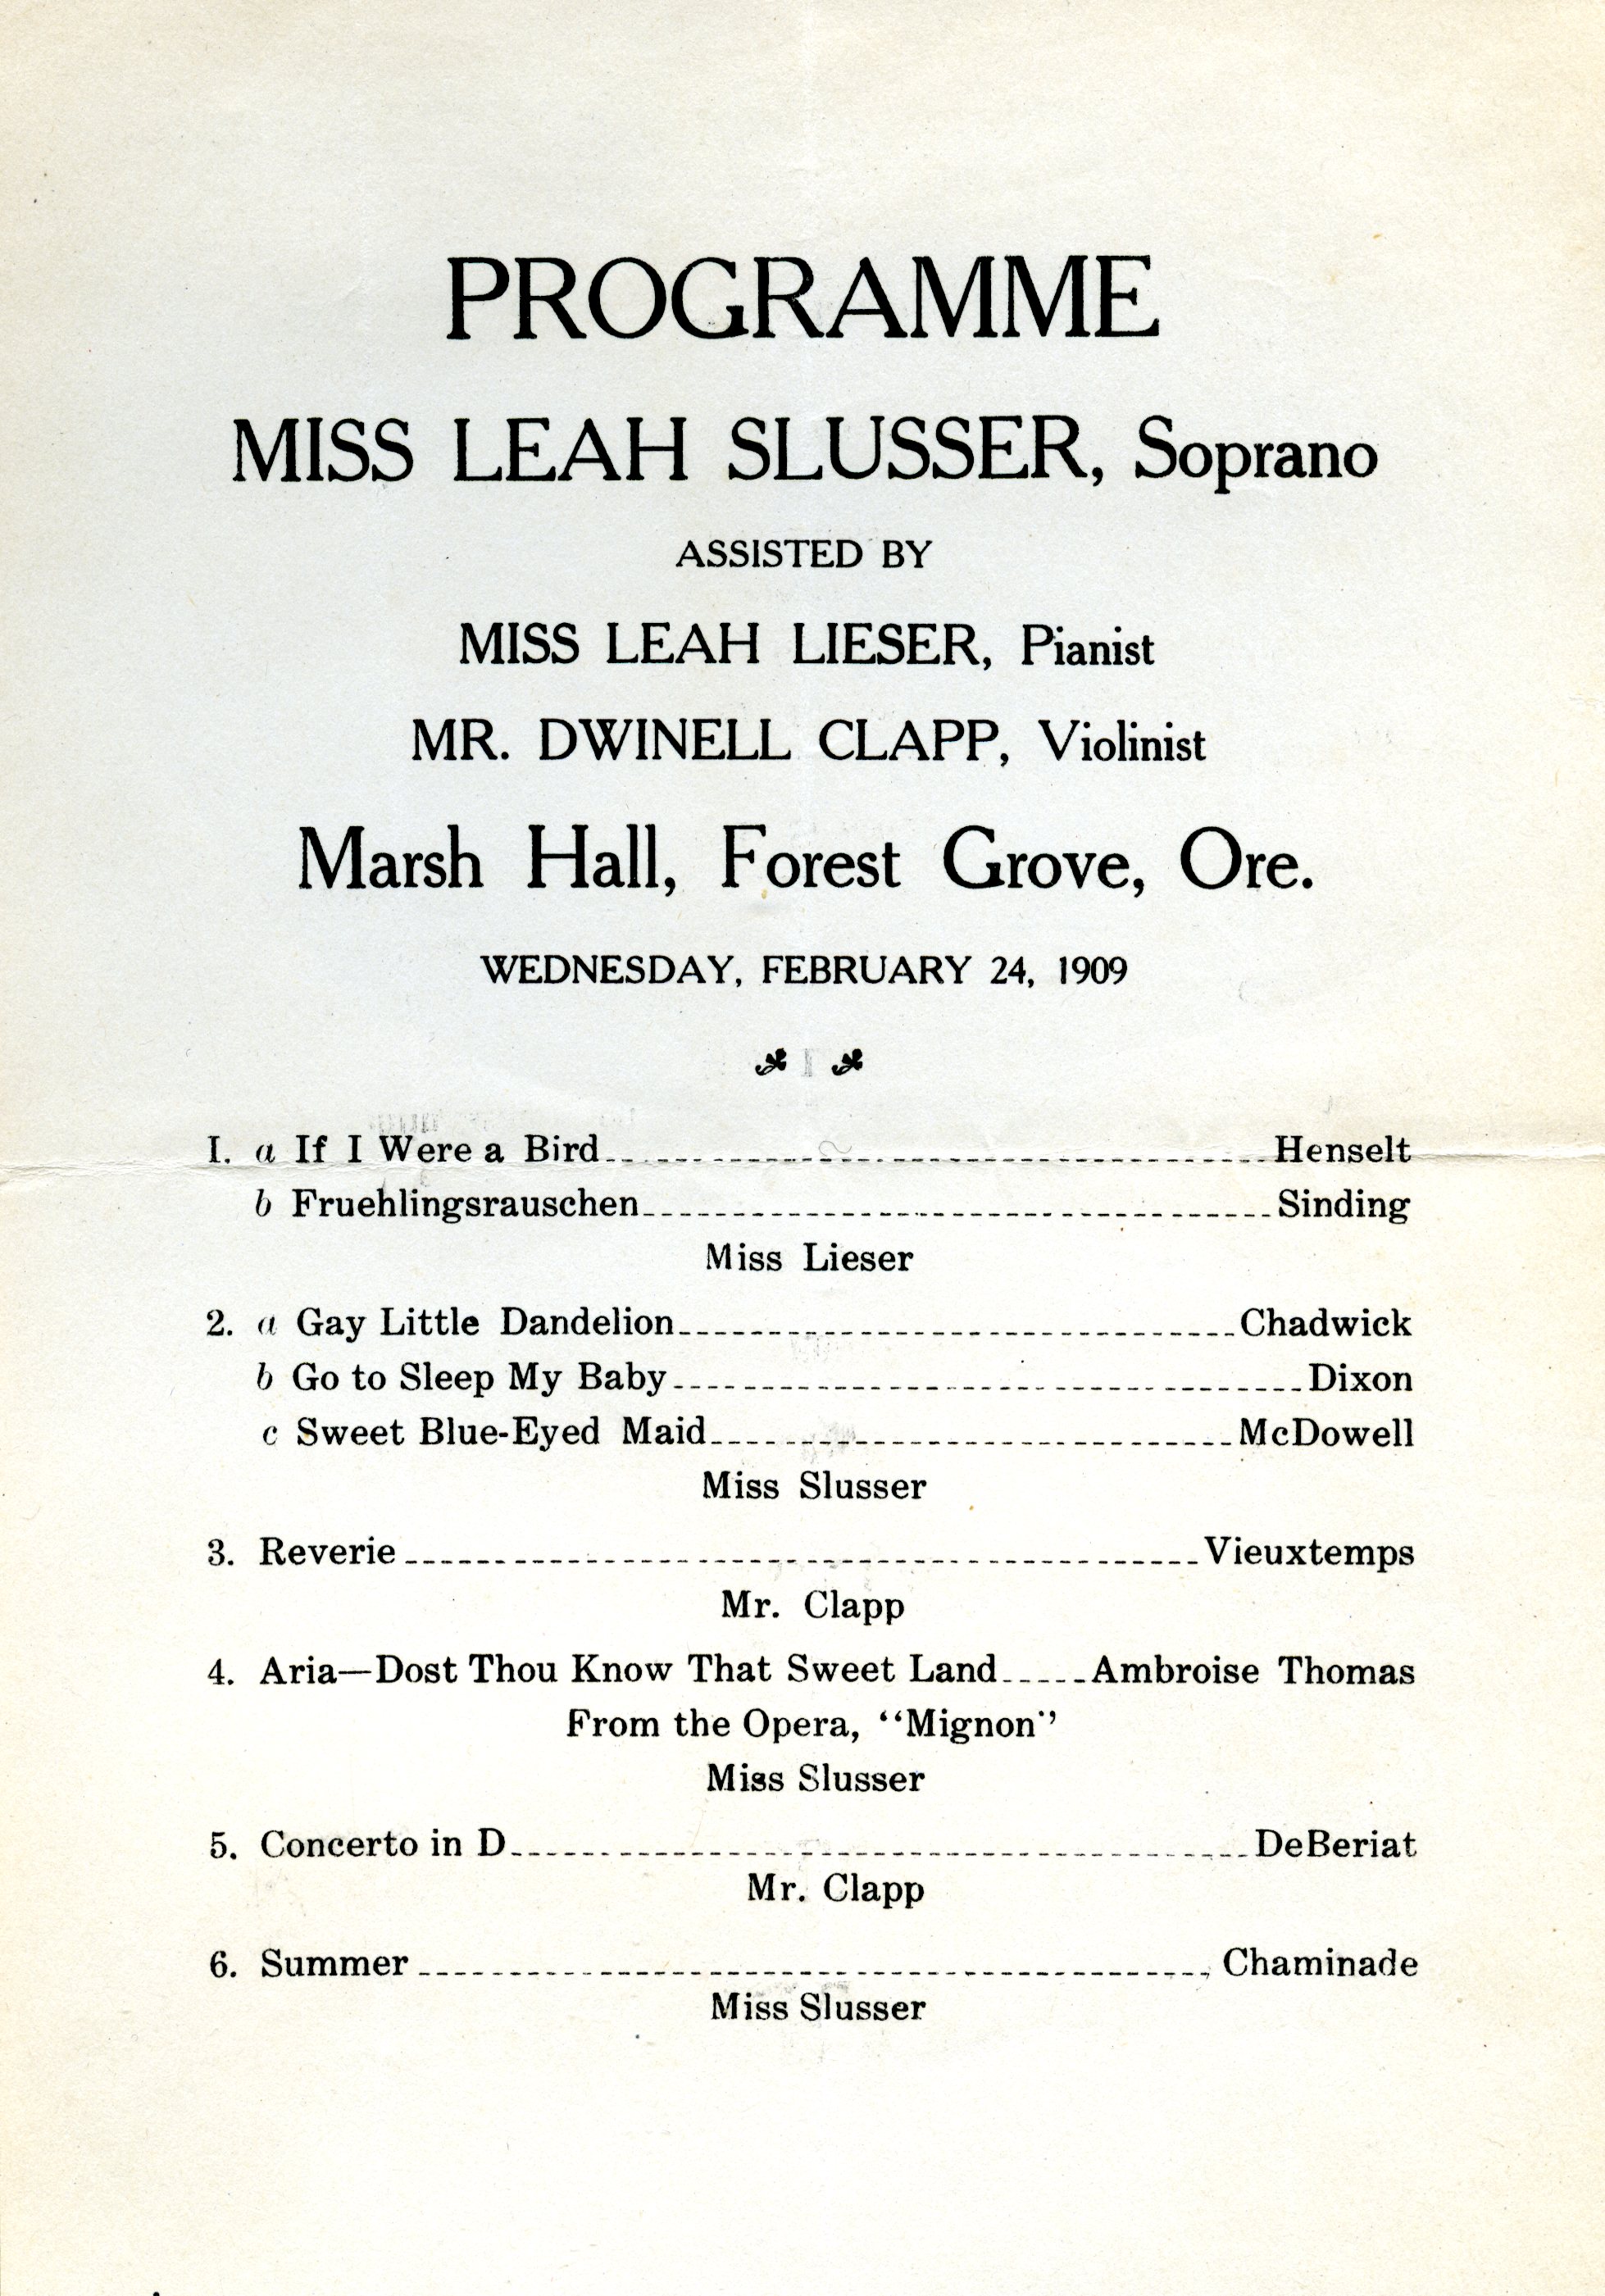 PROGRAMME
MISS LEAH SLUSSER, Soprano
ASSISTED BY
MISS LEAH LIESER, Pianist
MR. DWINELL CLAPP, Violinist
Marsh Hall, Forest Grove, Ore.
WEDNESDAY, FEBRUARY 24, 1909
I. a If I Were a Bird Henselt
b Fruehlingsrauschen Sinding
Miss Lieser
2. a Gay Little Dandelion Chadwick
b Go to Sleep My Baby Dixon
c Sweet Blue-Eyed Maid McDowell
Miss Slusser
3. Reverie Vieuxtemps
Mr. Clapp
4. Aria—Dost Thou Know That Sweet Land Ambroise Thomas
From the Opera, "Mignon"
Miss Slusser
5. Concerto in D DeBeriat
Mr. Clapp
6. Summer Chaminade
Miss Slusser